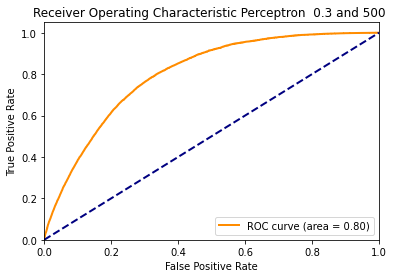 Receiver Operating Characteristic Perceptron  0.3 and 500
1.0
0.8
0.6
0.4
0.2
0.0
True Positive Rate
ROC curve (area = 0.80)
0.0 0.2 0.4 0.6 0.8 1.0
False Positive Rate